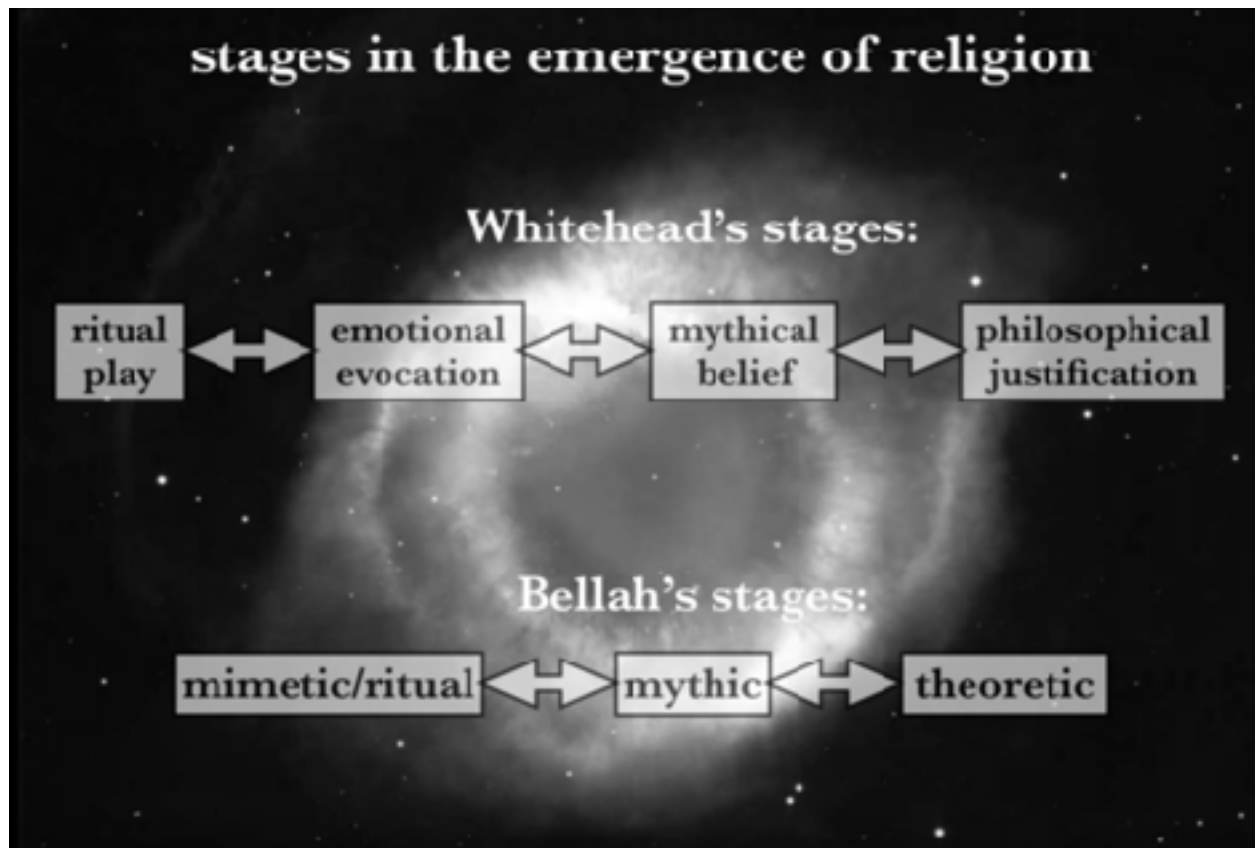 stages in the emergence of religion
Whitehead's stages:
ritual play
emotional evocation
mythical belief
philosophical justification
Bellah's stages:
mimetic/ritual
mythic
theoretic